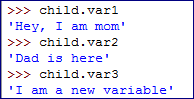 >>> child.var1
'Hey, I am mom'
>>> child.var2
'Dad is here'
>>> child.var3
'I am a new variable'